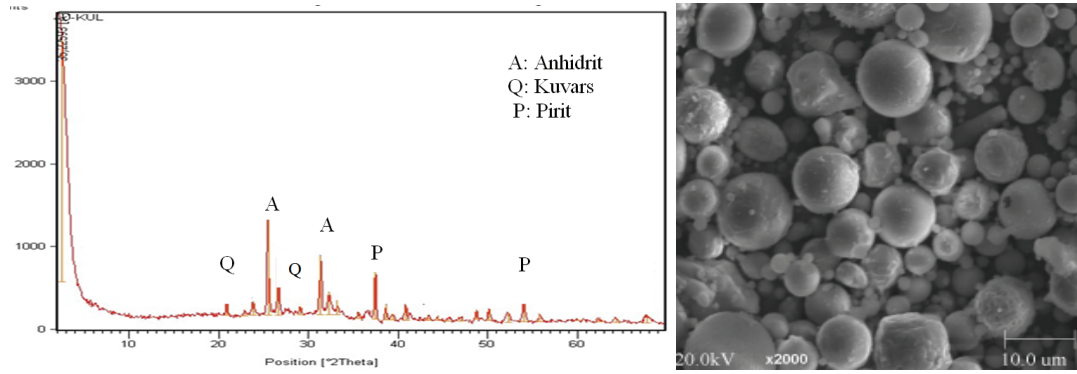 A: Anhidrit
Q: Kuvars
P: Pirit
3000
2000
1000
0
Q
A
Q
A
P
P
10
20
30
40
50
60
Position [°2Theta]
20.0kV
x2000
10.0 um